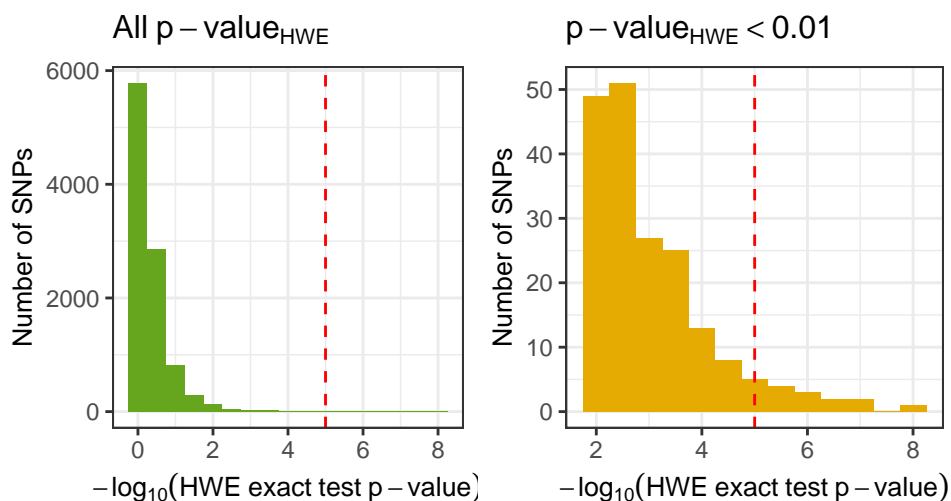 All p − value_HWE
Number of SNPs
6000
4000
2000
0
0 2 4 6 8
−log₁₀(HWE exact test p−value)
p − value_HWE < 0.01
Number of SNPs
50
40
30
20
10
0
2 4 6 8
−log₁₀(HWE exact test p−value)